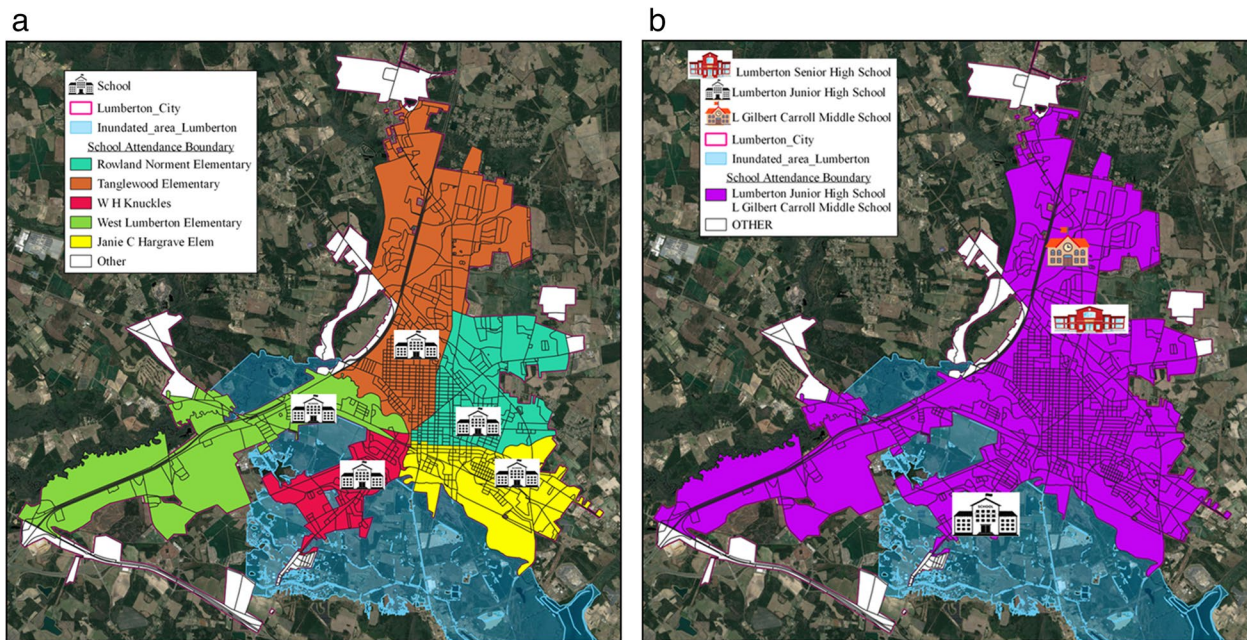 a
School
Lumberton_City
Inundated_area_Lumberton
School Attendance Boundary
Rowland Norment Elementary
Tanglewood Elementary
W H Knuckles
West Lumberton Elementary
Janie C Hargrave Elem
Other
b
Lumberton Senior High School
Lumberton Junior High School
L Gilbert Carroll Middle School
Lumberton_City
Inundated_area_Lumberton
School Attendance Boundary
Lumberton Junior High School
L Gilbert Carroll Middle School
OTHER
SCHOOL